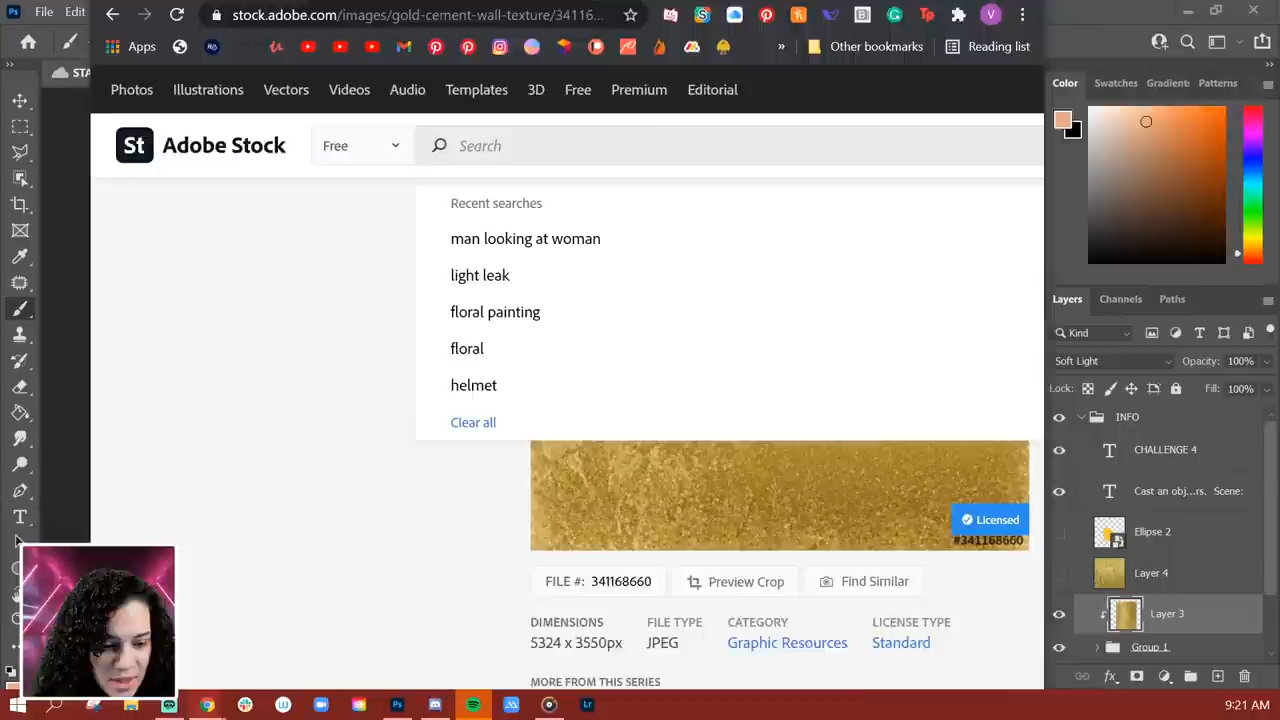 Ps File Edit
stock.adobe.com/images/gold-cement-wall-texture/34116...
Apps
» Other bookmarks Reading list
Photos Illustrations Vectors Videos Audio Templates 3D Free Premium Editorial
St Adobe Stock Free Search
Recent searches
man looking at woman
light leak
floral painting
floral
helmet
Clear all
Licensed
#341168660
FILE #: 341168660 Preview Crop Find Similar
DIMENSIONS FILE TYPE CATEGORY LICENSE TYPE
5324 x 3550px JPEG Graphic Resources Standard
MORE FROM THIS SERIES
STA
Color Swatches Gradients Patterns
Layers Channels Paths
Kind
Soft Light Opacity: 100%
Lock: Fill: 100%
INFO
CHALLENGE 4
Cast an obj...rs, Scene:
Ellipse 2
Layer 4
Layer 3
Group 1
fx
9:21 AM